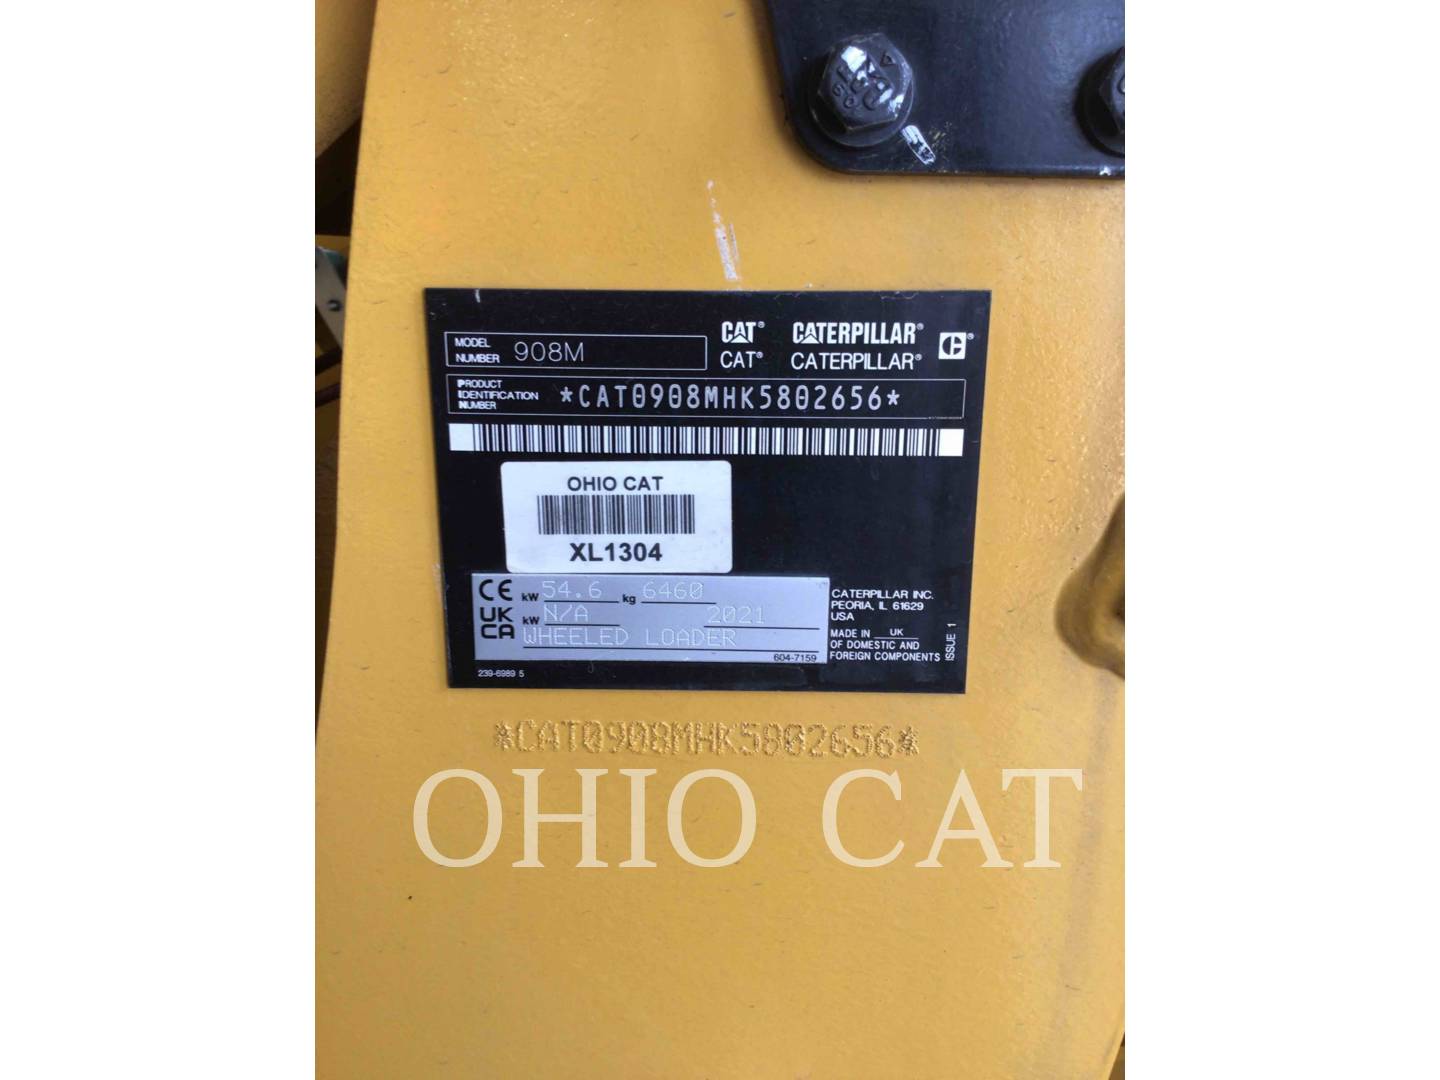 CAT® CATERPILLAR®
CAT® CATERPILLAR® C®
MODEL NUMBER 908M
PRODUCT IDENTIFICATION NUMBER *CAT0908MHK5802656*
OHIO CAT
XL1304
CE kW 54.6 kg 6460
UKCA kW N/A 2021
WHEELED LOADER
604-7159
CATERPILLAR INC.
PEORIA, IL 61629
USA
MADE IN UK
OF DOMESTIC AND
FOREIGN COMPONENTS
ISSUE 1
239-6989 5
*CAT0908MHK5802656*
OHIO CAT